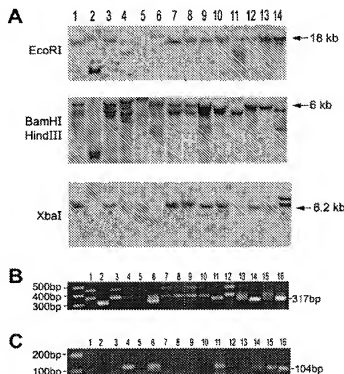 A
1 2 3 4 5 6 7 8 9 10 11 12 13 14
EcoRI
18 kb
BamHI
HindIII
6 kb
XbaI
6.2 kb
B
1 2 3 4 5 6 7 8 9 10 11 12 13 14 15 16
500bp
400bp
300bp
317bp
C
1 2 3 4 5 6 7 8 9 10 11 12 13 14 15 16
200bp
100bp
104bp